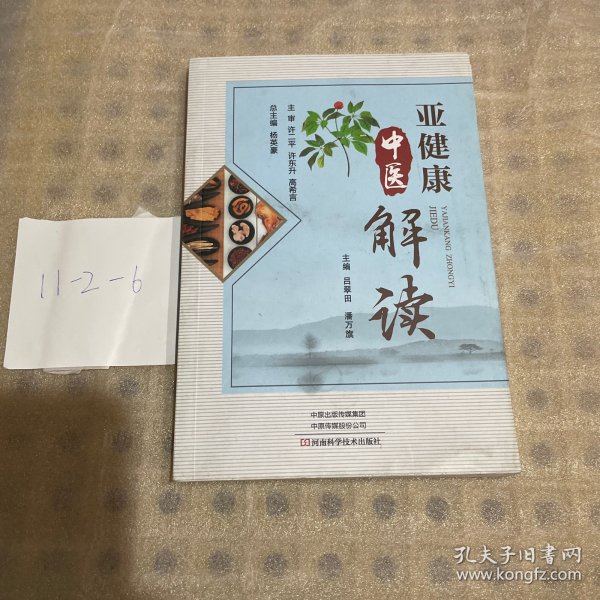 亚健康
中医
解读
YAJIANKANG ZHONGYI
JIEDU
主审 许二平 许东升 高希言
总主编 杨英豪
主编 吕翠田 潘万旗
中原出版传媒集团
中原传媒股份公司
河南科学技术出版社
11-2-6
孔夫子旧书网
www.kongfz.com